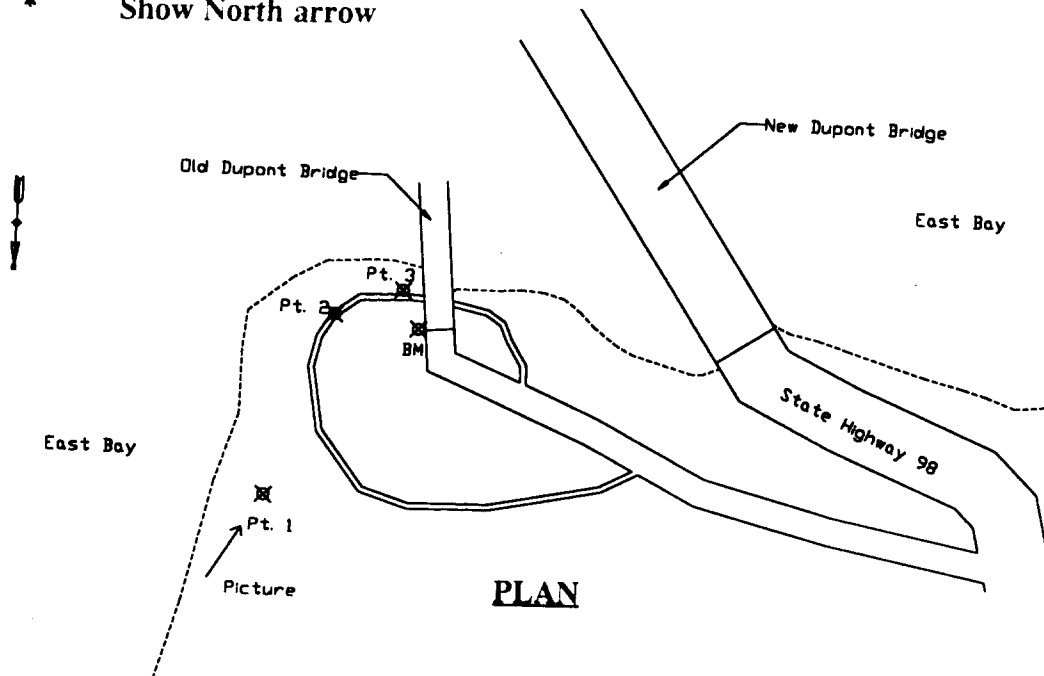 Show North arrow
New Dupont Bridge
Old Dupont Bridge
East Bay
Pt. 3
Pt. 2
BM
State Highway 98
East Bay
Pt. 1
Picture
PLAN